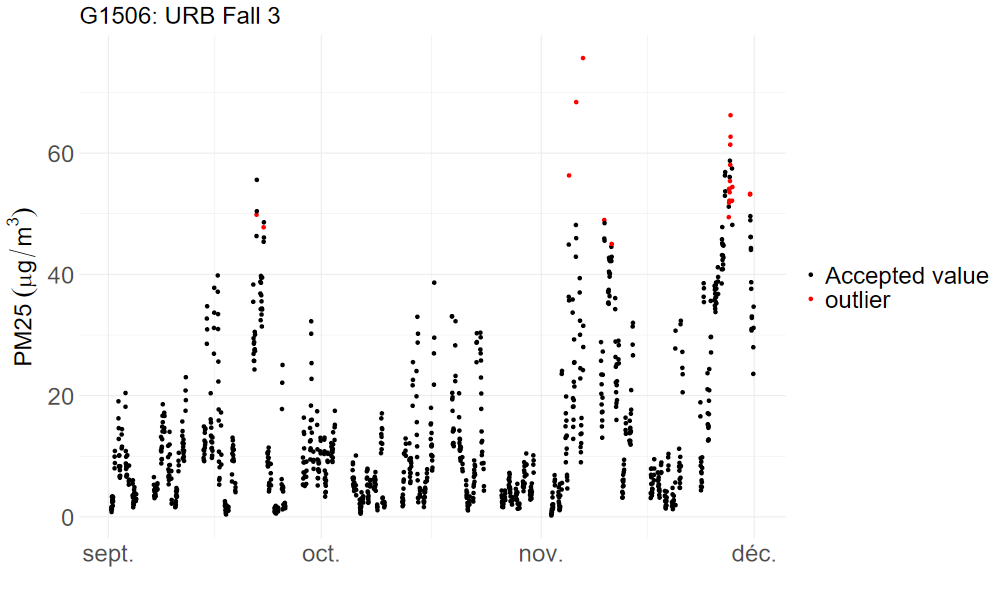 G1506: URB Fall 3
PM25 (μg/m³)
60
40
20
0
sept.
oct.
nov.
déc.
Accepted value
outlier